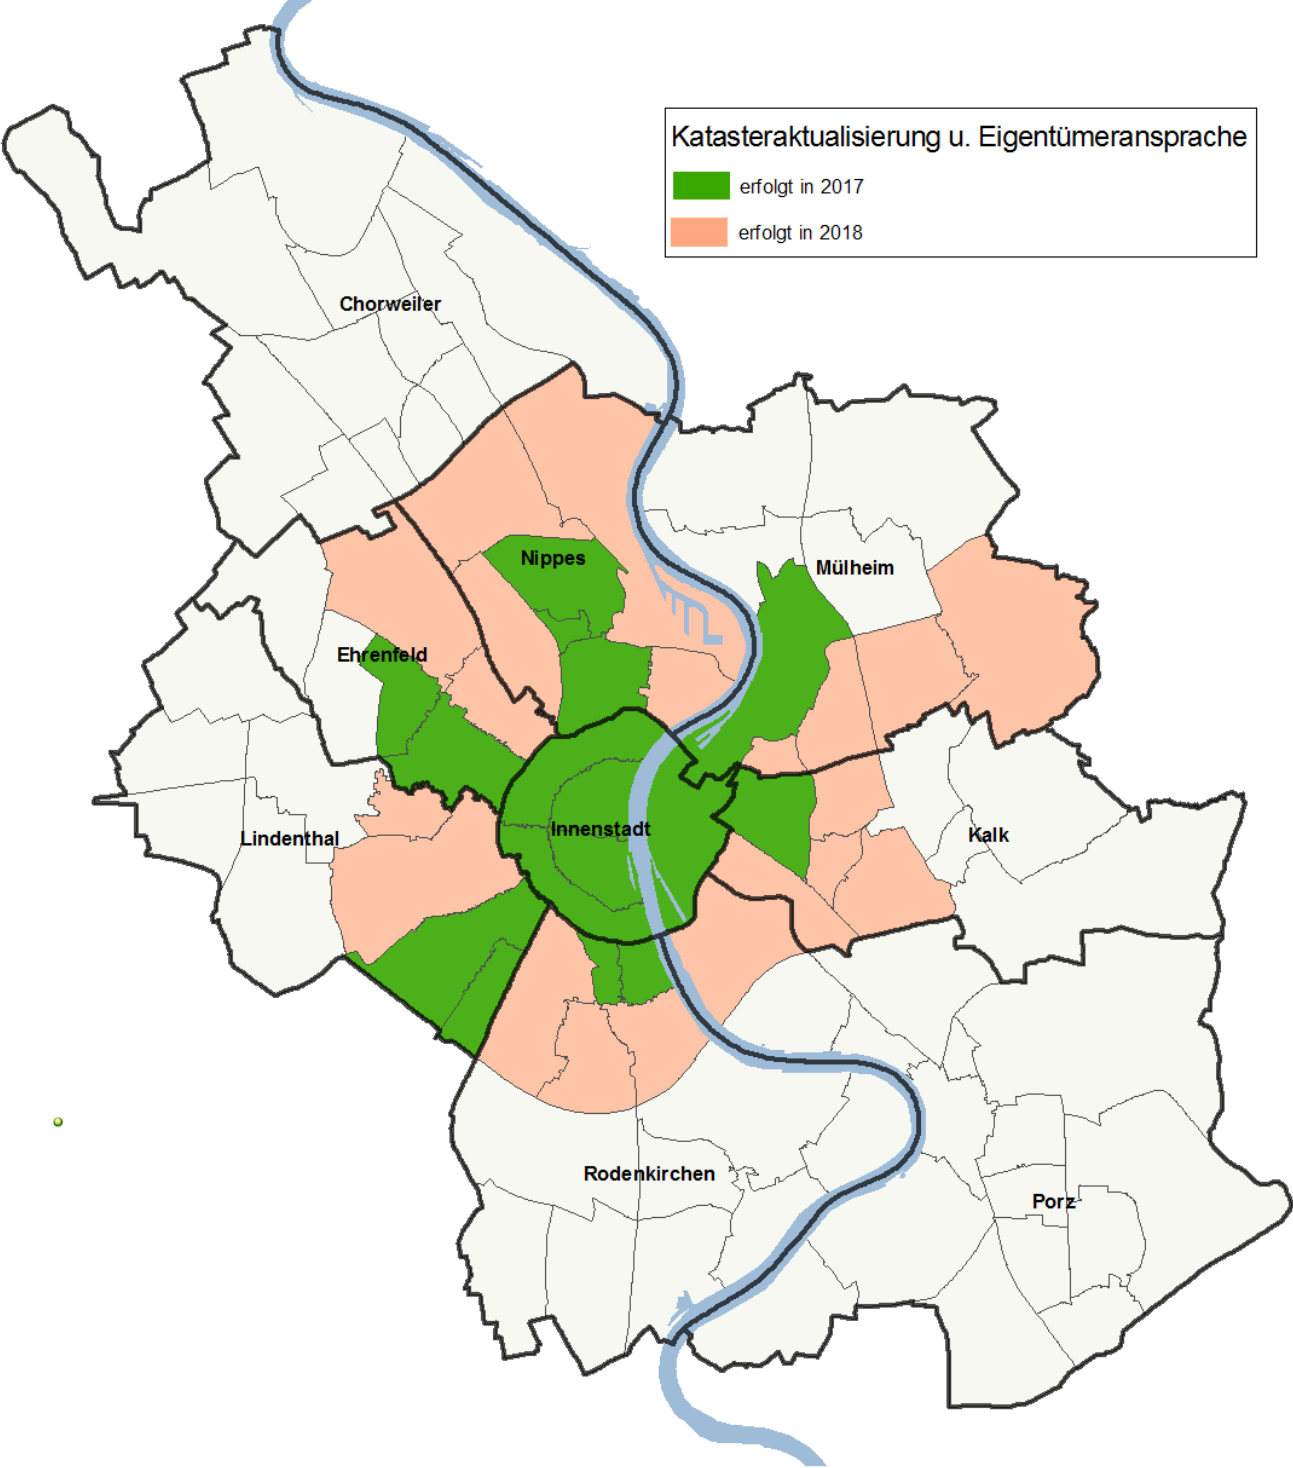 Katasteraktualisierung u. Eigentümeransprache
erfolgt in 2017
erfolgt in 2018
Chorweiler
Nippes
Mülheim
Ehrenfeld
Innenstadt
Lindenthal
Kalk
Rodenkirchen
Porz